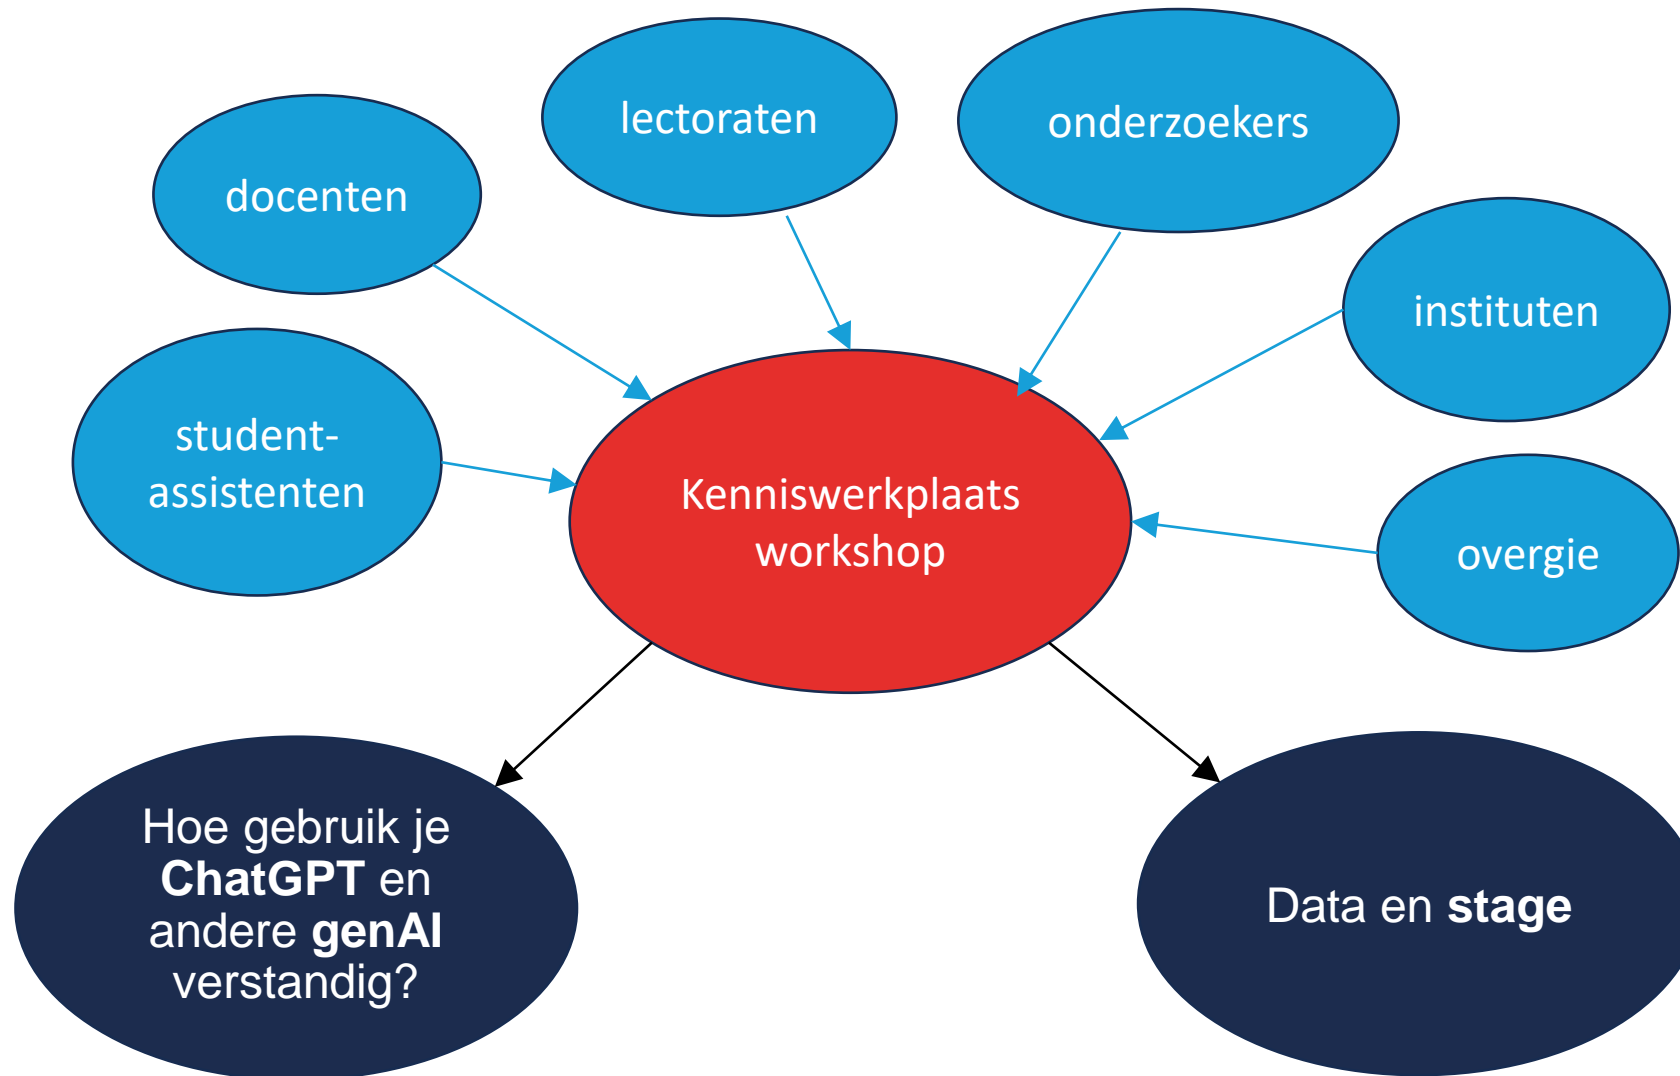 lectoraten
onderzoekers
docenten
instituten
student-
assistenten
Kenniswerkplaats
workshop
overgie
Hoe gebruik je
ChatGPT en
andere genAI
verstandig?
Data en stage